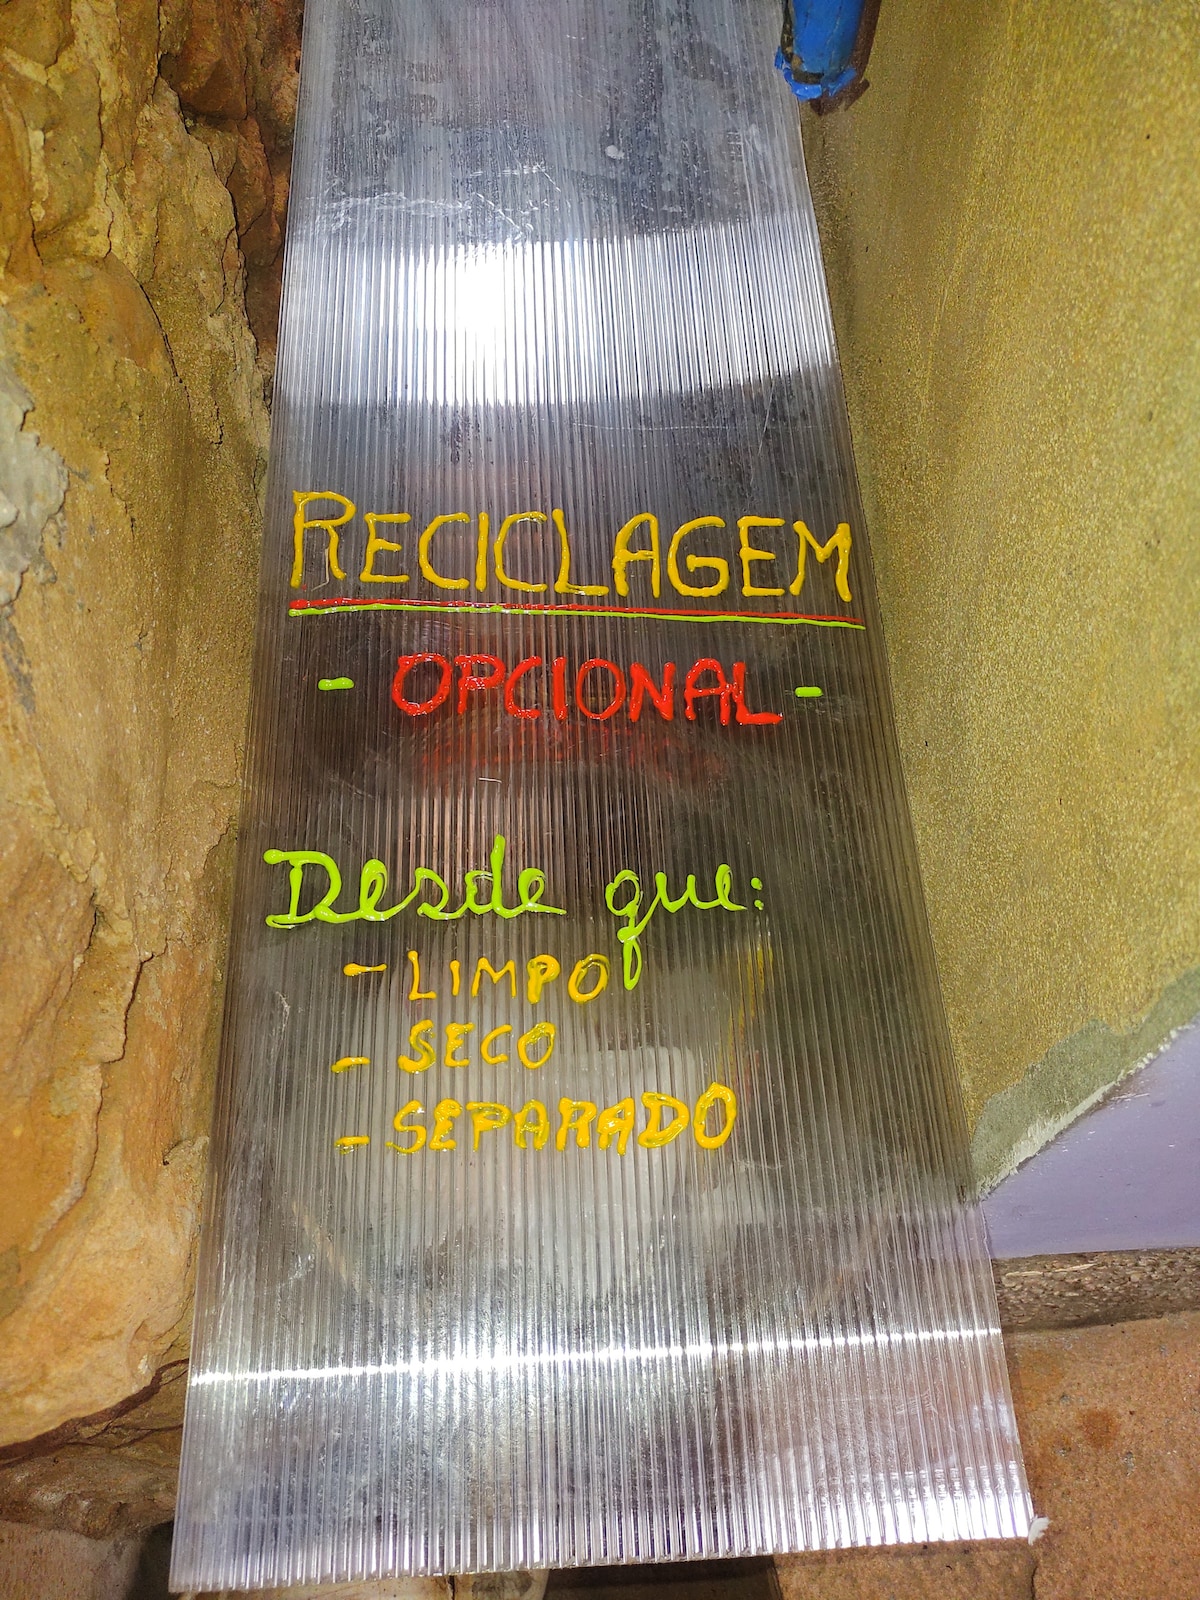 RECICLAGEM
- OPCIONAL -
Desde que:
- LIMPO
- SECO
- SEPARADO